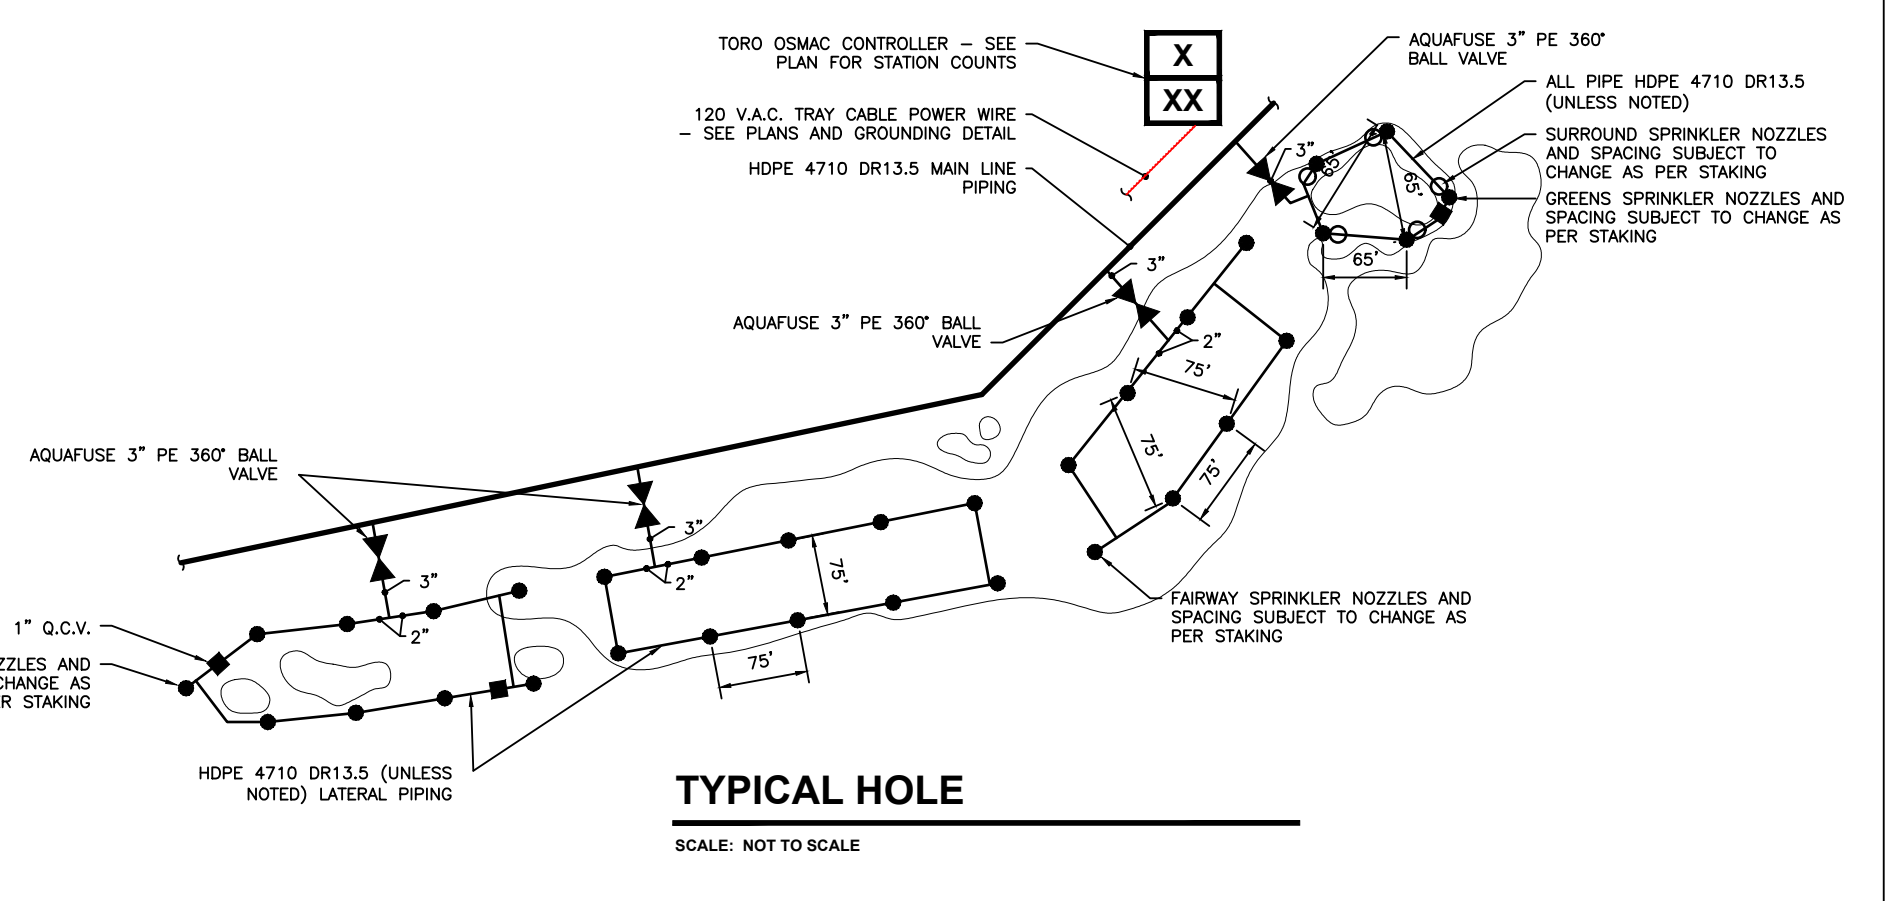 TORO OSMAC CONTROLLER – SEE
PLAN FOR STATION COUNTS
X
XX
AQUAFUSE 3" PE 360°
BALL VALVE
ALL PIPE HDPE 4710 DR13.5
(UNLESS NOTED)
120 V.A.C. TRAY CABLE POWER WIRE
– SEE PLANS AND GROUNDING DETAIL
SURROUND SPRINKLER NOZZLES
AND SPACING SUBJECT TO
CHANGE AS PER STAKING
HDPE 4710 DR13.5 MAIN LINE
PIPING
3"
65'
65'
65'
GREENS SPRINKLER NOZZLES AND
SPACING SUBJECT TO CHANGE AS
PER STAKING
3"
AQUAFUSE 3" PE 360° BALL
VALVE
2"
75'
75'
75'
AQUAFUSE 3" PE 360° BALL
VALVE
3"
2"
75'
75'
3"
2"
1" Q.C.V.
ZZLES AND
CHANGE AS
R STAKING
FAIRWAY SPRINKLER NOZZLES AND
SPACING SUBJECT TO CHANGE AS
PER STAKING
HDPE 4710 DR13.5 (UNLESS
NOTED) LATERAL PIPING
TYPICAL HOLE
SCALE: NOT TO SCALE